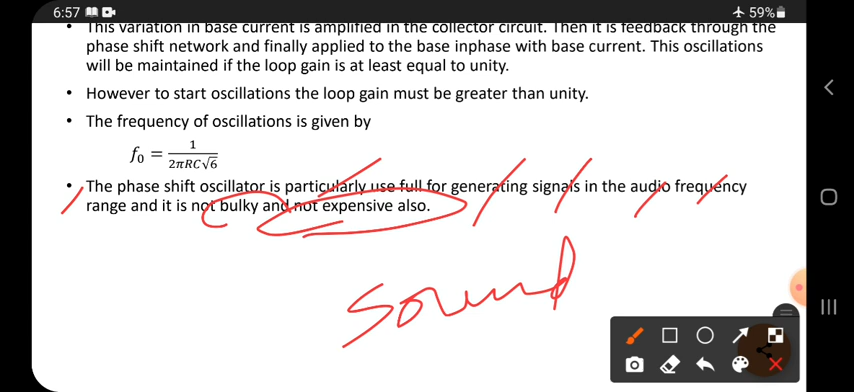 6:57
59%
• This variation in base current is amplified in the collector circuit. Then it is feedback through the
phase shift network and finally applied to the base inphase with base current. This oscillations
will be maintained if the loop gain is at least equal to unity.
• However to start oscillations the loop gain must be greater than unity.
• The frequency of oscillations is given by
f₀ = 1/2πRC√6
• The phase shift oscillator is particularly use full for generating signals in the audio frequency
range and it is not bulky and not expensive also.
sound